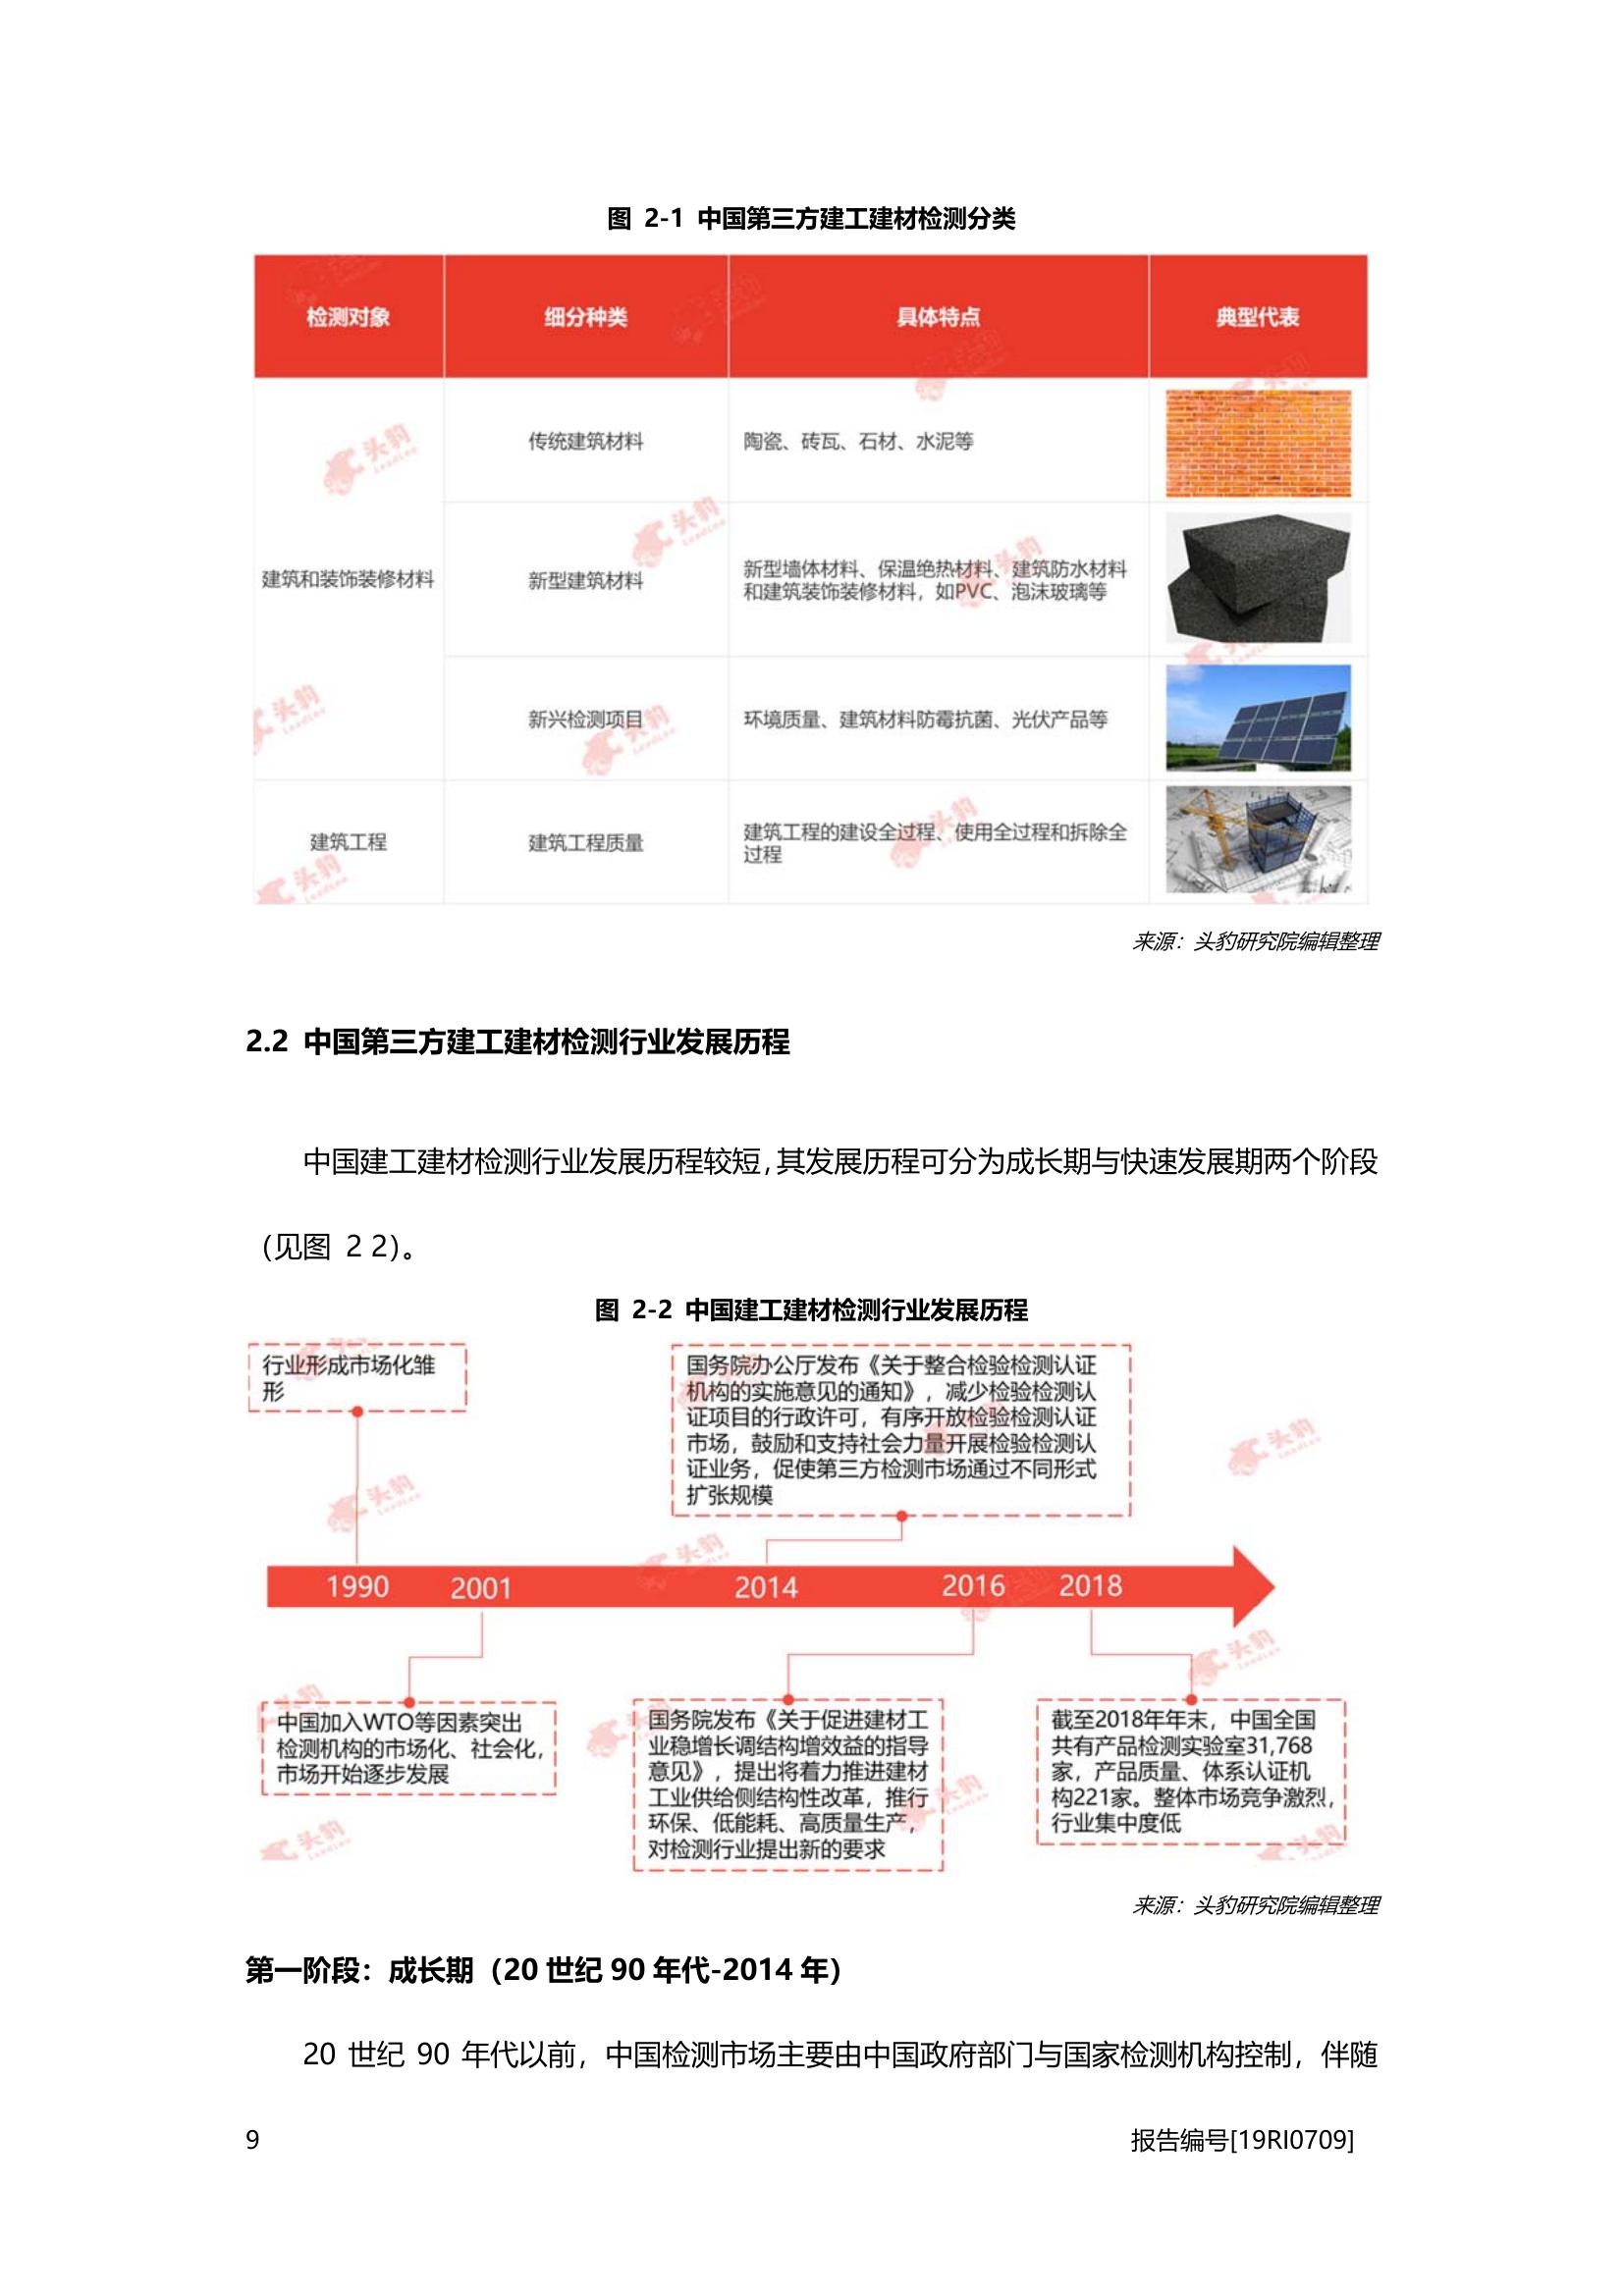 图 2-1 中国第三方建工建材检测分类
检测对象
细分种类
具体特点
典型代表
建筑和装饰装修材料
传统建筑材料
陶瓷、砖瓦、石材、水泥等
新型建筑材料
新型墙体材料、保温绝热材料、建筑防水材料
和建筑装饰装修材料，如PVC、泡沫玻璃等
新兴检测项目
环境质量、建筑材料防霉抗菌、光伏产品等
建筑工程
建筑工程质量
建筑工程的建设全过程、使用全过程和拆除全
过程
来源：头豹研究院编辑整理
2.2 中国第三方建工建材检测行业发展历程
中国建工建材检测行业发展历程较短，其发展历程可分为成长期与快速发展期两个阶段
（见图 2 2）。
图 2-2 中国建工建材检测行业发展历程
行业形成市场化雏
形
国务院办公厅发布《关于整合检验检测认证
机构的实施意见的通知》，减少检验检测认
证项目的行政许可，有序开放检验检测认证
市场，鼓励和支持社会力量开展检验检测认
证业务，促使第三方检测市场通过不同形式
扩张规模
1990
2001
2014
2016
2018
中国加入WTO等因素突出
检测机构的市场化、社会化，
市场开始逐步发展
国务院发布《关于促进建材工
业稳增长调结构增效益的指导
意见》，提出将着力推进建材
工业供给侧结构性改革，推行
环保、低能耗、高质量生产，
对检测行业提出新的要求
截至2018年年末，中国全国
共有产品检测实验室31,768
家，产品质量、体系认证机
构221家。整体市场竞争激烈，
行业集中度低
来源：头豹研究院编辑整理
第一阶段：成长期（20 世纪 90 年代-2014 年）
20 世纪 90 年代以前，中国检测市场主要由中国政府部门与国家检测机构控制，伴随
9
报告编号[19RI0709]
头豹
LeadLeo